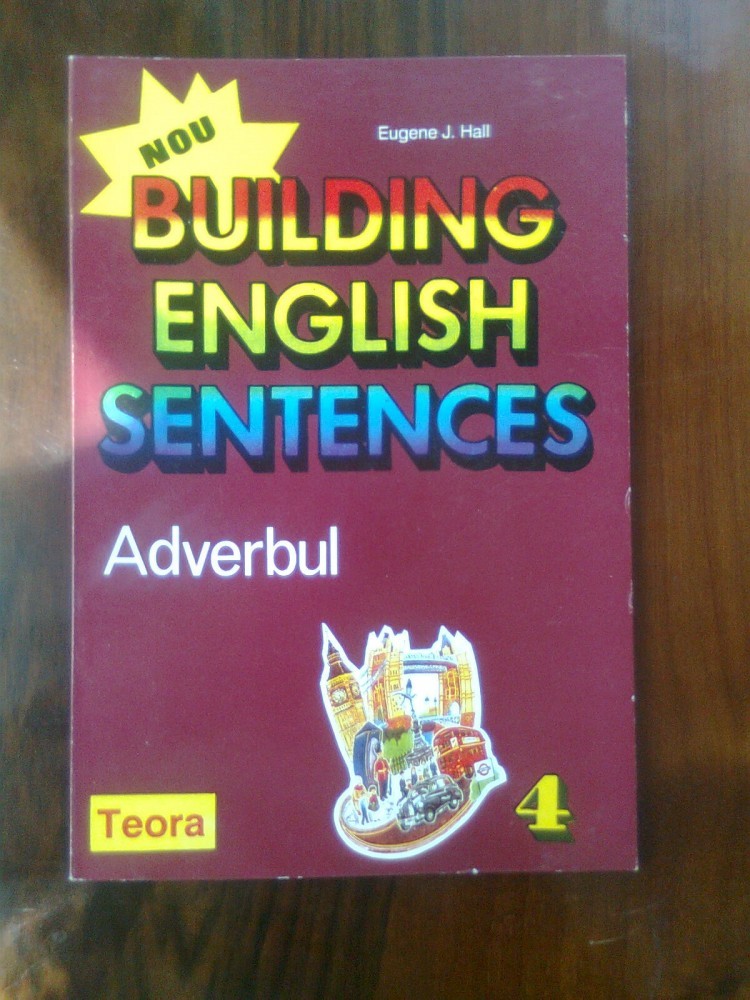 NOU
Eugene J. Hall
BUILDING
ENGLISH
SENTENCES
Adverbul
Teora
4